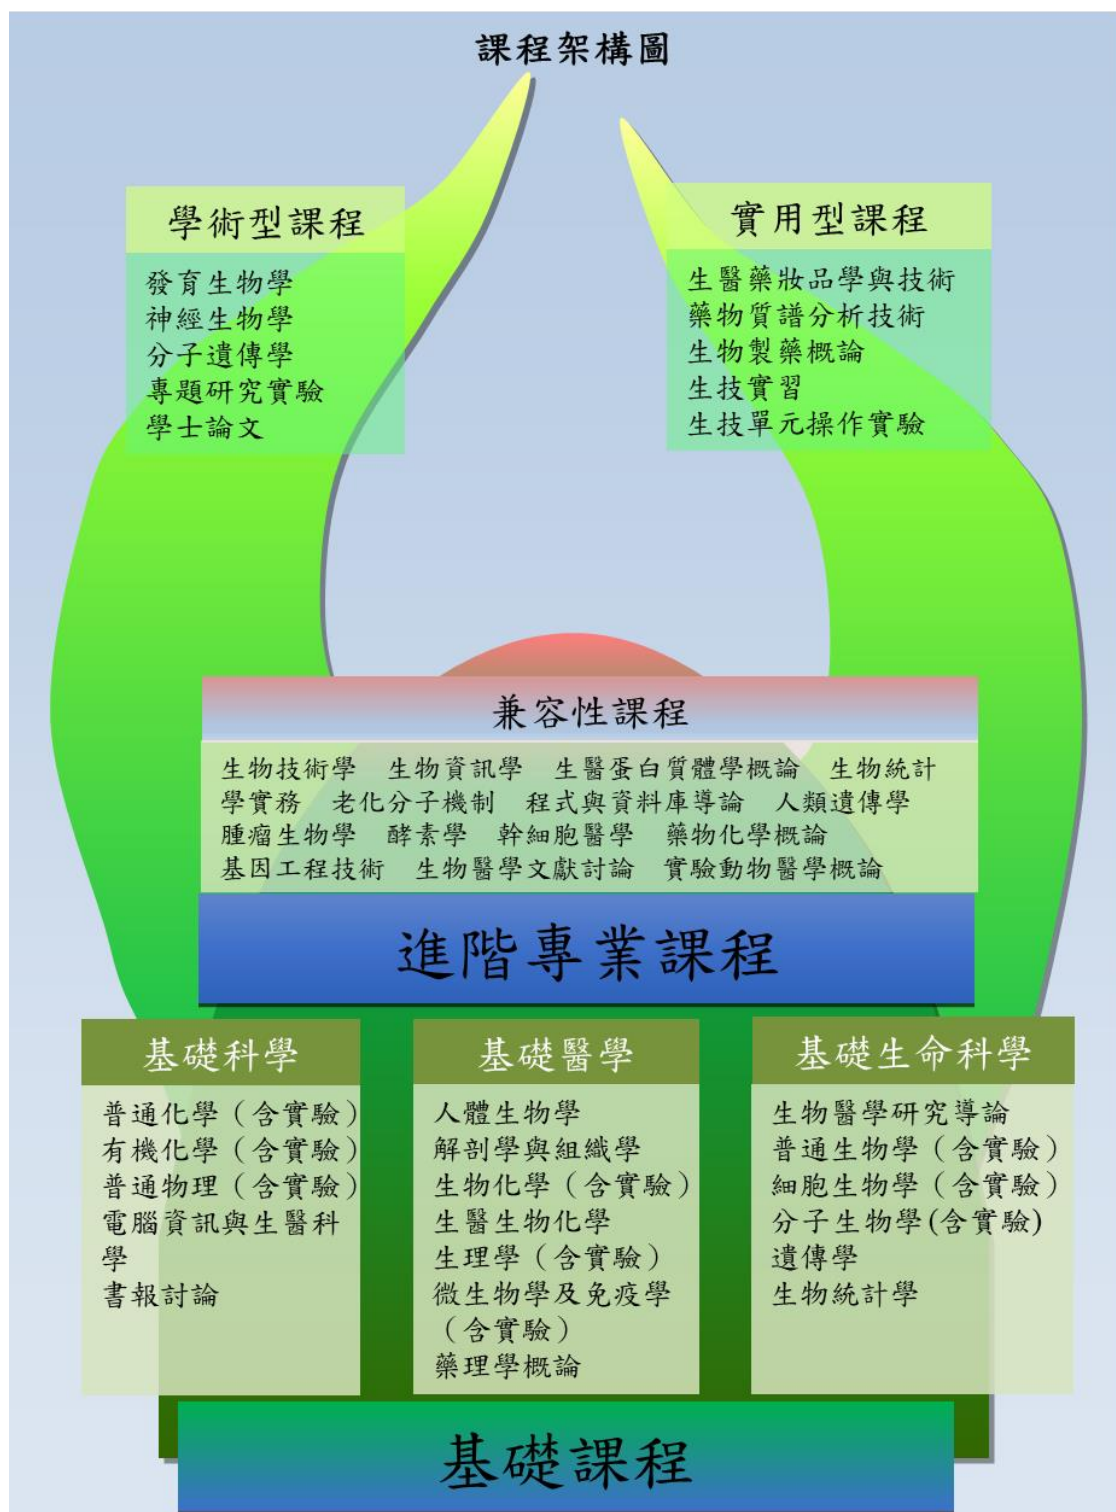 課程架構圖
學術型課程
發育生物學
神經生物學
分子遺傳學
專題研究實驗
學士論文
實用型課程
生醫藥妝品學與技術
藥物質譜分析技術
生物製藥概論
生技實習
生技單元操作實驗
兼容性課程
生物技術學 生物資訊學 生醫蛋白質體學概論 生物統計
學實務 老化分子機制 程式與資料庫導論 人類遺傳學
腫瘤生物學 酵素學 幹細胞醫學 藥物化學概論
基因工程技術 生物醫學文獻討論 實驗動物醫學概論
進階專業課程
基礎科學
普通化學（含實驗）
有機化學（含實驗）
普通物理（含實驗）
電腦資訊與生醫科
學
書報討論
基礎醫學
人體生物學
解剖學與組織學
生物化學（含實驗）
生醫生物化學
生理學（含實驗）
微生物學及免疫學
（含實驗）
藥理學概論
基礎生命科學
生物醫學研究導論
普通生物學（含實驗）
細胞生物學（含實驗）
分子生物學(含實驗)
遺傳學
生物統計學
基礎課程